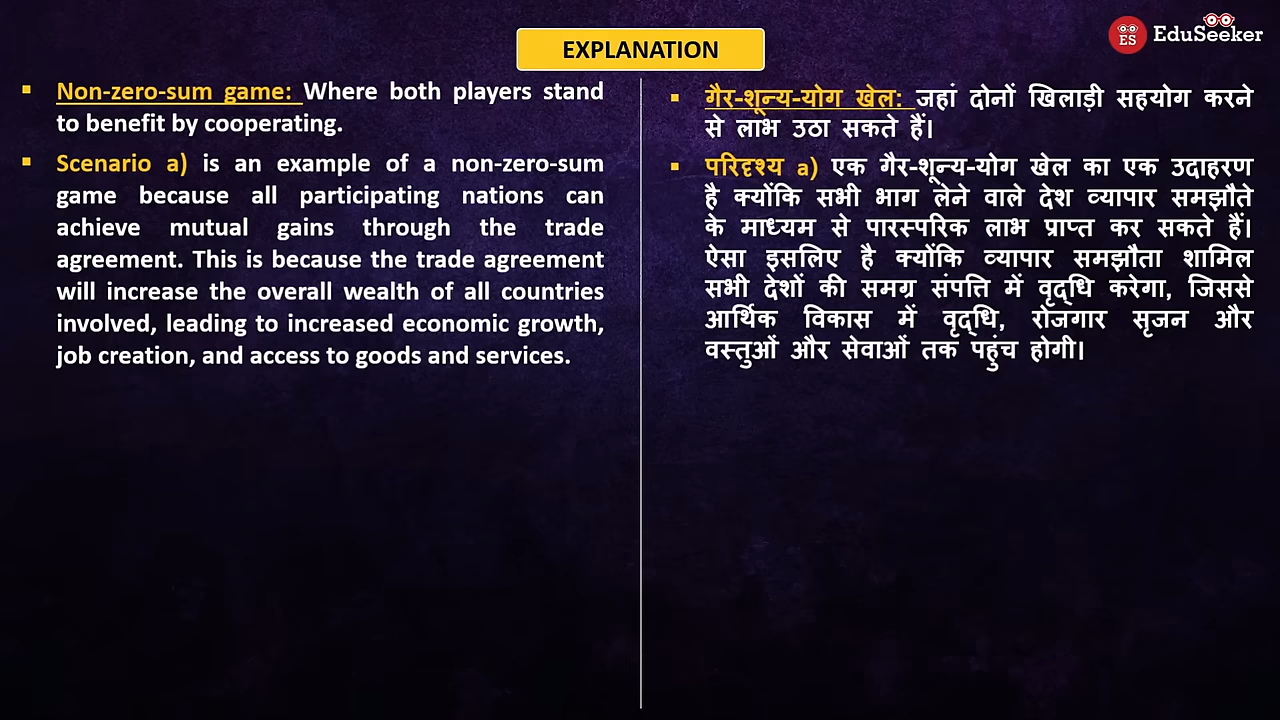 EXPLANATION
ES EduSeeker
▪ Non-zero-sum game: Where both players stand
to benefit by cooperating.
▪ Scenario a) is an example of a non-zero-sum
game because all participating nations can
achieve mutual gains through the trade
agreement. This is because the trade agreement
will increase the overall wealth of all countries
involved, leading to increased economic growth,
job creation, and access to goods and services.
▪ गैर-शून्य-योग खेल: जहां दोनों खिलाड़ी सहयोग करने
से लाभ उठा सकते हैं।
▪ परिदृश्य a) एक गैर-शून्य-योग खेल का एक उदाहरण
है क्योंकि सभी भाग लेने वाले देश व्यापार समझौते
के माध्यम से पारस्परिक लाभ प्राप्त कर सकते हैं।
ऐसा इसलिए है क्योंकि व्यापार समझौता शामिल
सभी देशों की समग्र संपत्ति में वृद्धि करेगा, जिससे
आर्थिक विकास में वृद्धि, रोजगार सृजन और
वस्तुओं और सेवाओं तक पहुंच होगी।